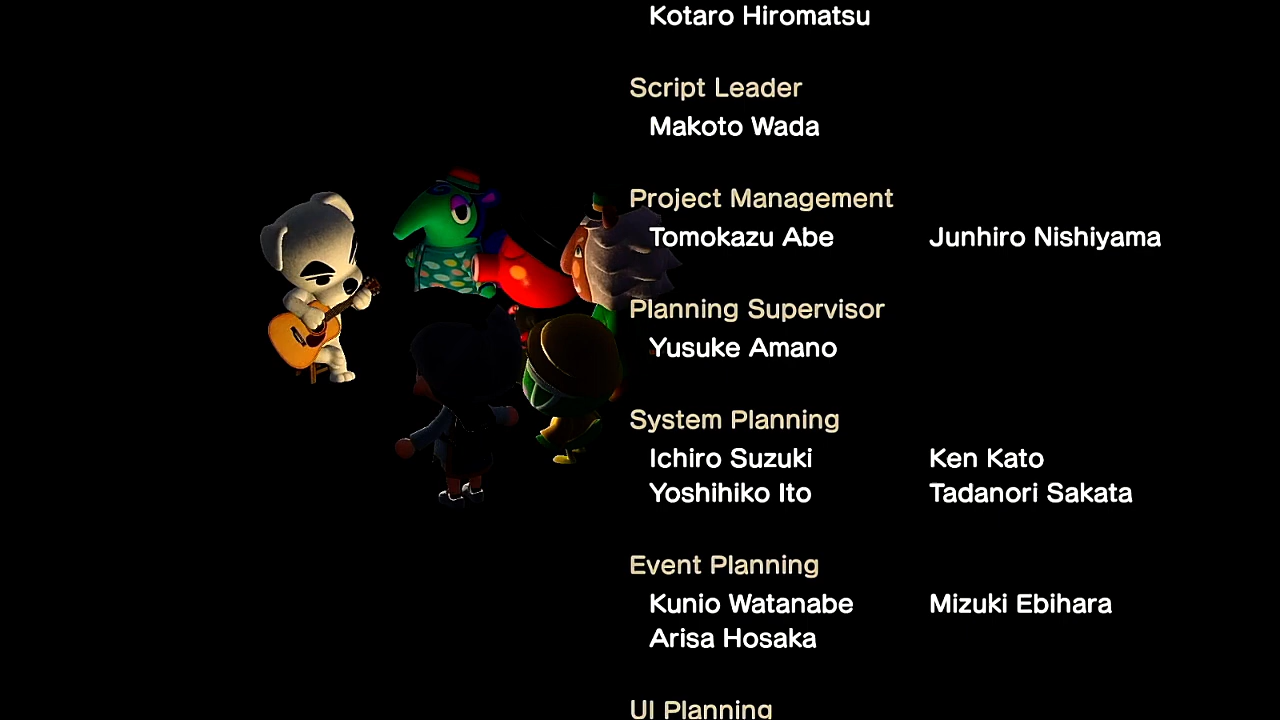 Kotaro Hiromatsu
Script Leader
Makoto Wada
Project Management
Tomokazu Abe Junhiro Nishiyama
Planning Supervisor
Yusuke Amano
System Planning
Ichiro Suzuki Ken Kato
Yoshihiko Ito Tadanori Sakata
Event Planning
Kunio Watanabe Mizuki Ebihara
Arisa Hosaka
UI Planning